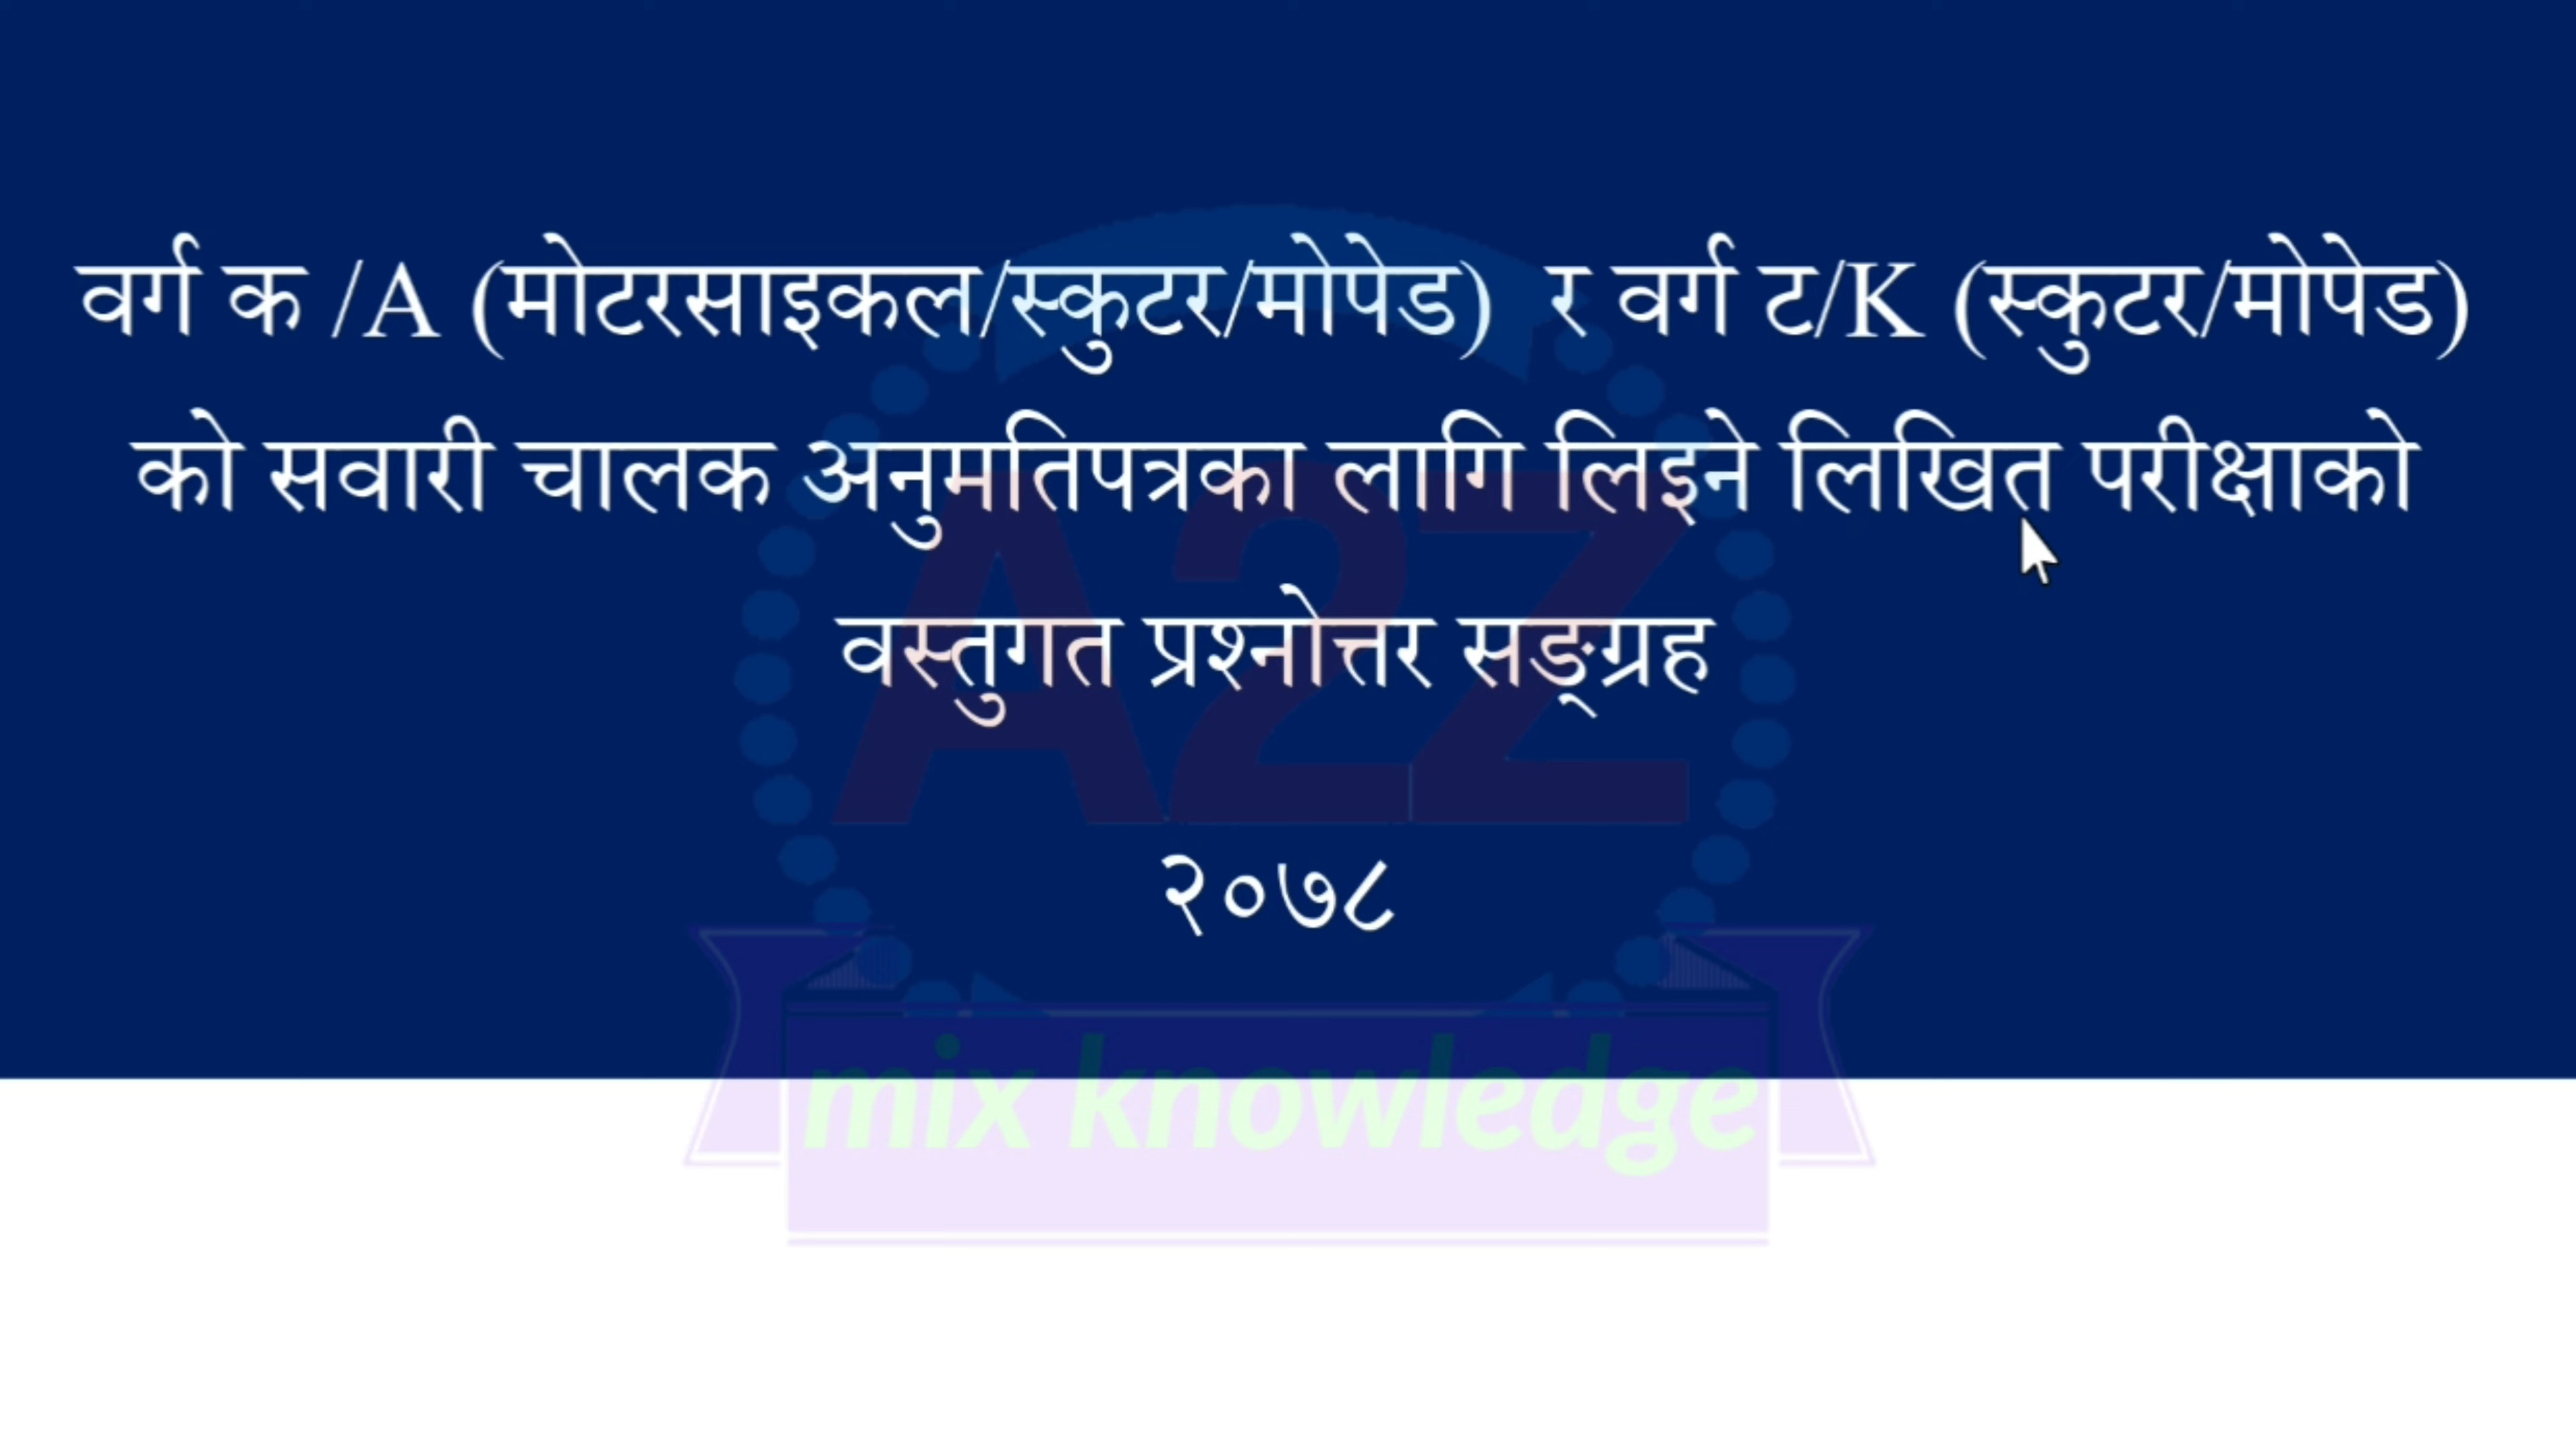 वर्ग क /A (मोटरसाइकल/स्कुटर/मोपेड) र वर्ग ट/K (स्कुटर/मोपेड)
को सवारी चालक अनुमतिपत्रका लागि लिइने लिखित परीक्षाको
वस्तुगत प्रश्नोत्तर सङ्ग्रह
A2Z
२०७८
mix knowledge